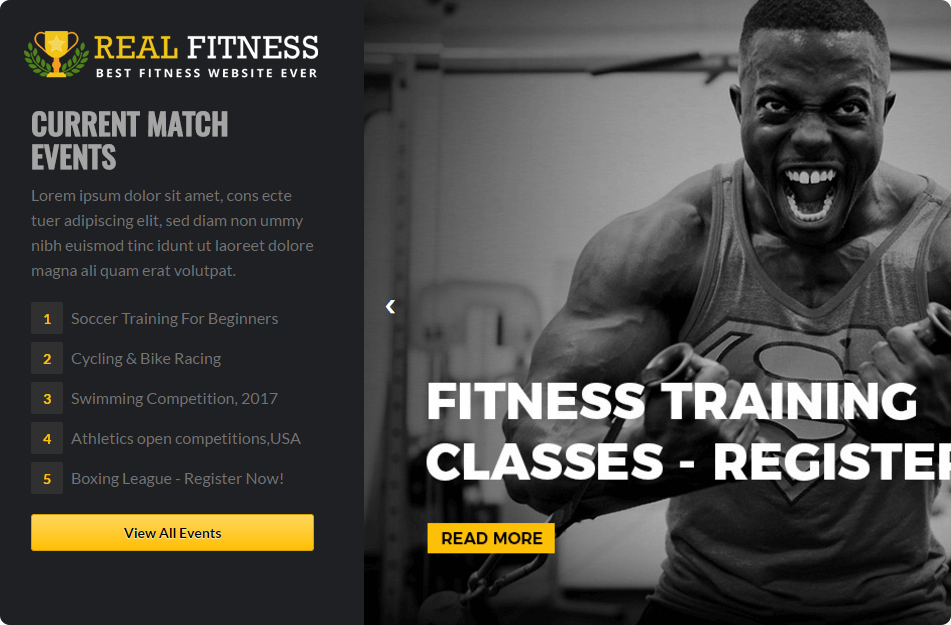 REAL FITNESS
BEST FITNESS WEBSITE EVER
CURRENT MATCH
EVENTS
Lorem ipsum dolor sit amet, cons ecte
tuer adipiscing elit, sed diam non ummy
nibh euismod tinc idunt ut laoreet dolore
magna ali quam erat volutpat.
1 Soccer Training For Beginners
2 Cycling & Bike Racing
3 Swimming Competition, 2017
4 Athletics open competitions,USA
5 Boxing League - Register Now!
View All Events
FITNESS TRAINING
CLASSES - REGISTER
READ MORE
S